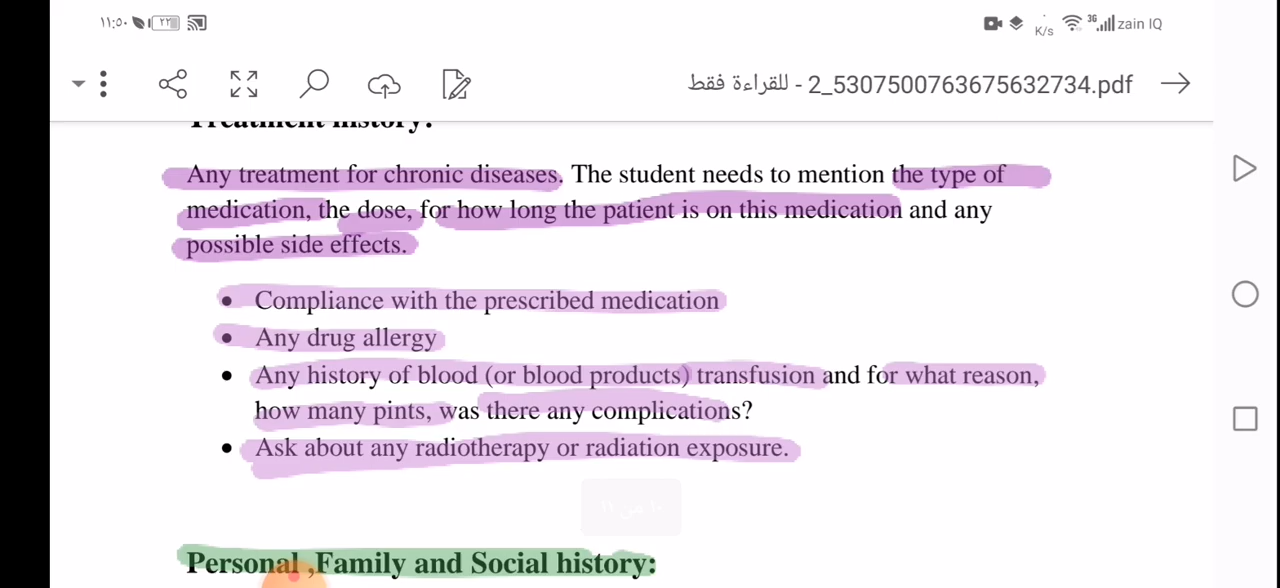 ١١:٥٠ ٢٢ K/s 3G zain IQ
2_5307500763675632734.pdf - للقراءة فقط
Treatment history:
Any treatment for chronic diseases. The student needs to mention the type of
medication, the dose, for how long the patient is on this medication and any
possible side effects.
• Compliance with the prescribed medication
• Any drug allergy
• Any history of blood (or blood products) transfusion and for what reason,
how many pints, was there any complications?
• Ask about any radiotherapy or radiation exposure.
Personal ,Family and Social history: